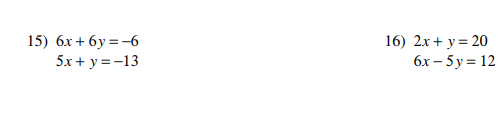 15) 6x + 6y = −6
5x + y = −13
16) 2x + y = 20
6x − 5y = 12